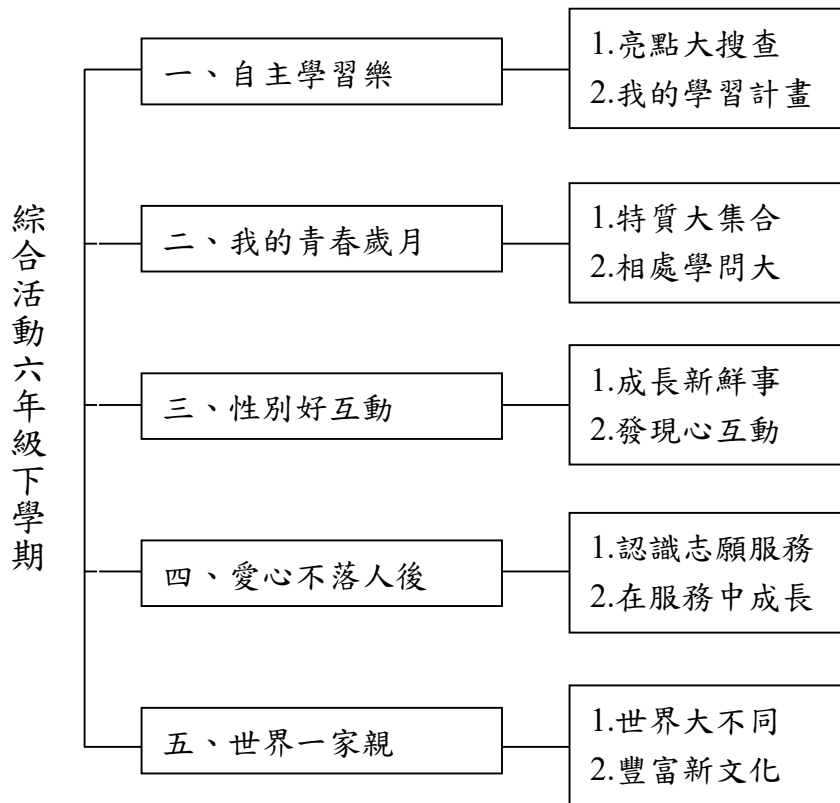 綜合活動六年級下學期
一、自主學習樂
1.亮點大搜查
2.我的學習計畫
二、我的青春歲月
1.特質大集合
2.相處學問大
三、性別好互動
1.成長新鮮事
2.發現心互動
四、愛心不落人後
1.認識志願服務
2.在服務中成長
五、世界一家親
1.世界大不同
2.豐富新文化